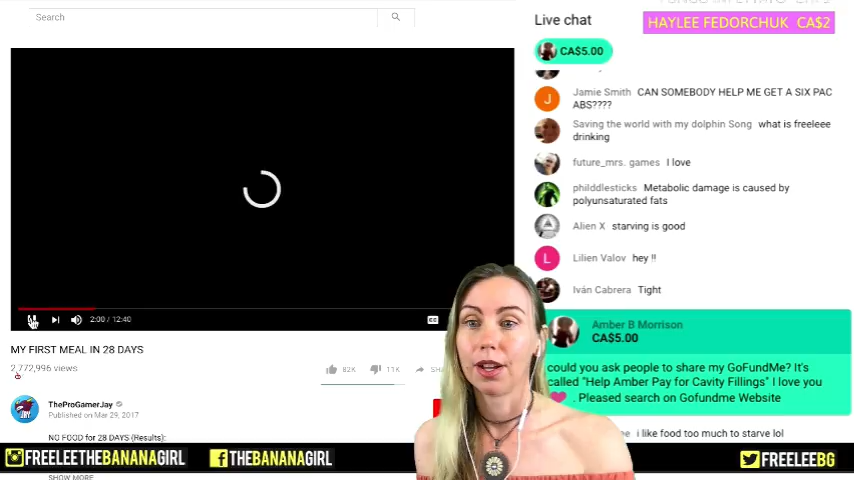 Search
Live chat
HAYLEE FEDORCHUK CA$2
CA$5.00
Jamie Smith CAN SOMEBODY HELP ME GET A SIX PAC
ABS????
Saving the world with my dolphin Song what is freeleee
drinking
future_mrs. games I love
philddlesticks Metabolic damage is caused by
polyunsaturated fats
Alien X starving is good
Lilien Valov hey !!
Iván Cabrera Tight
Amber B Morrison
CA$5.00
could you ask people to share my GoFundMe? It's
called "Help Amber Pay for Cavity Fillings" I love you
. Pleased search on Gofundme Website
i like food too much to starve lol
2:00 / 12:40
MY FIRST MEAL IN 28 DAYS
2,772,996 views
82K
11K
TheProGamerJay
Published on Mar 29, 2017
NO FOOD for 28 DAYS (Results):
FREELEETHEBANANAGIRL
THEBANANAGIRL
FREELEEBG
SHOW MORE